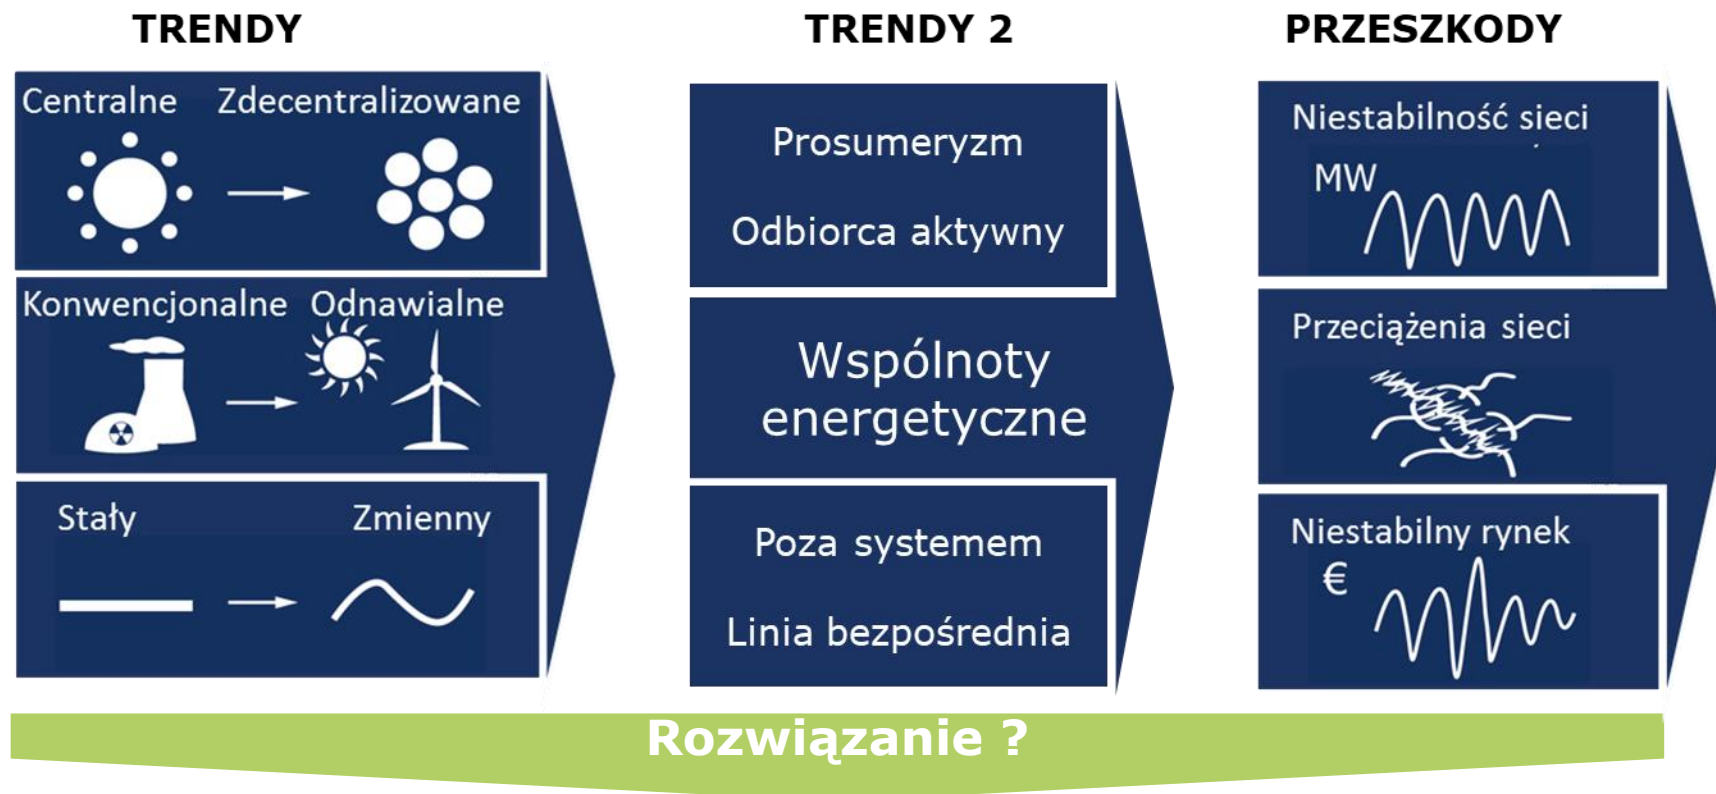 TRENDY
Centralne Zdecentralizowane
Konwencjonalne Odnawialne
Stały Zmienny
TRENDY 2
Prosumeryzm
Odbiorca aktywny
Wspólnoty
energetyczne
Poza systemem
Linia bezpośrednia
PRZESZKODY
Niestabilność sieci
MW
Przeciążenia sieci
Niestabilny rynek
€
Rozwiązanie ?